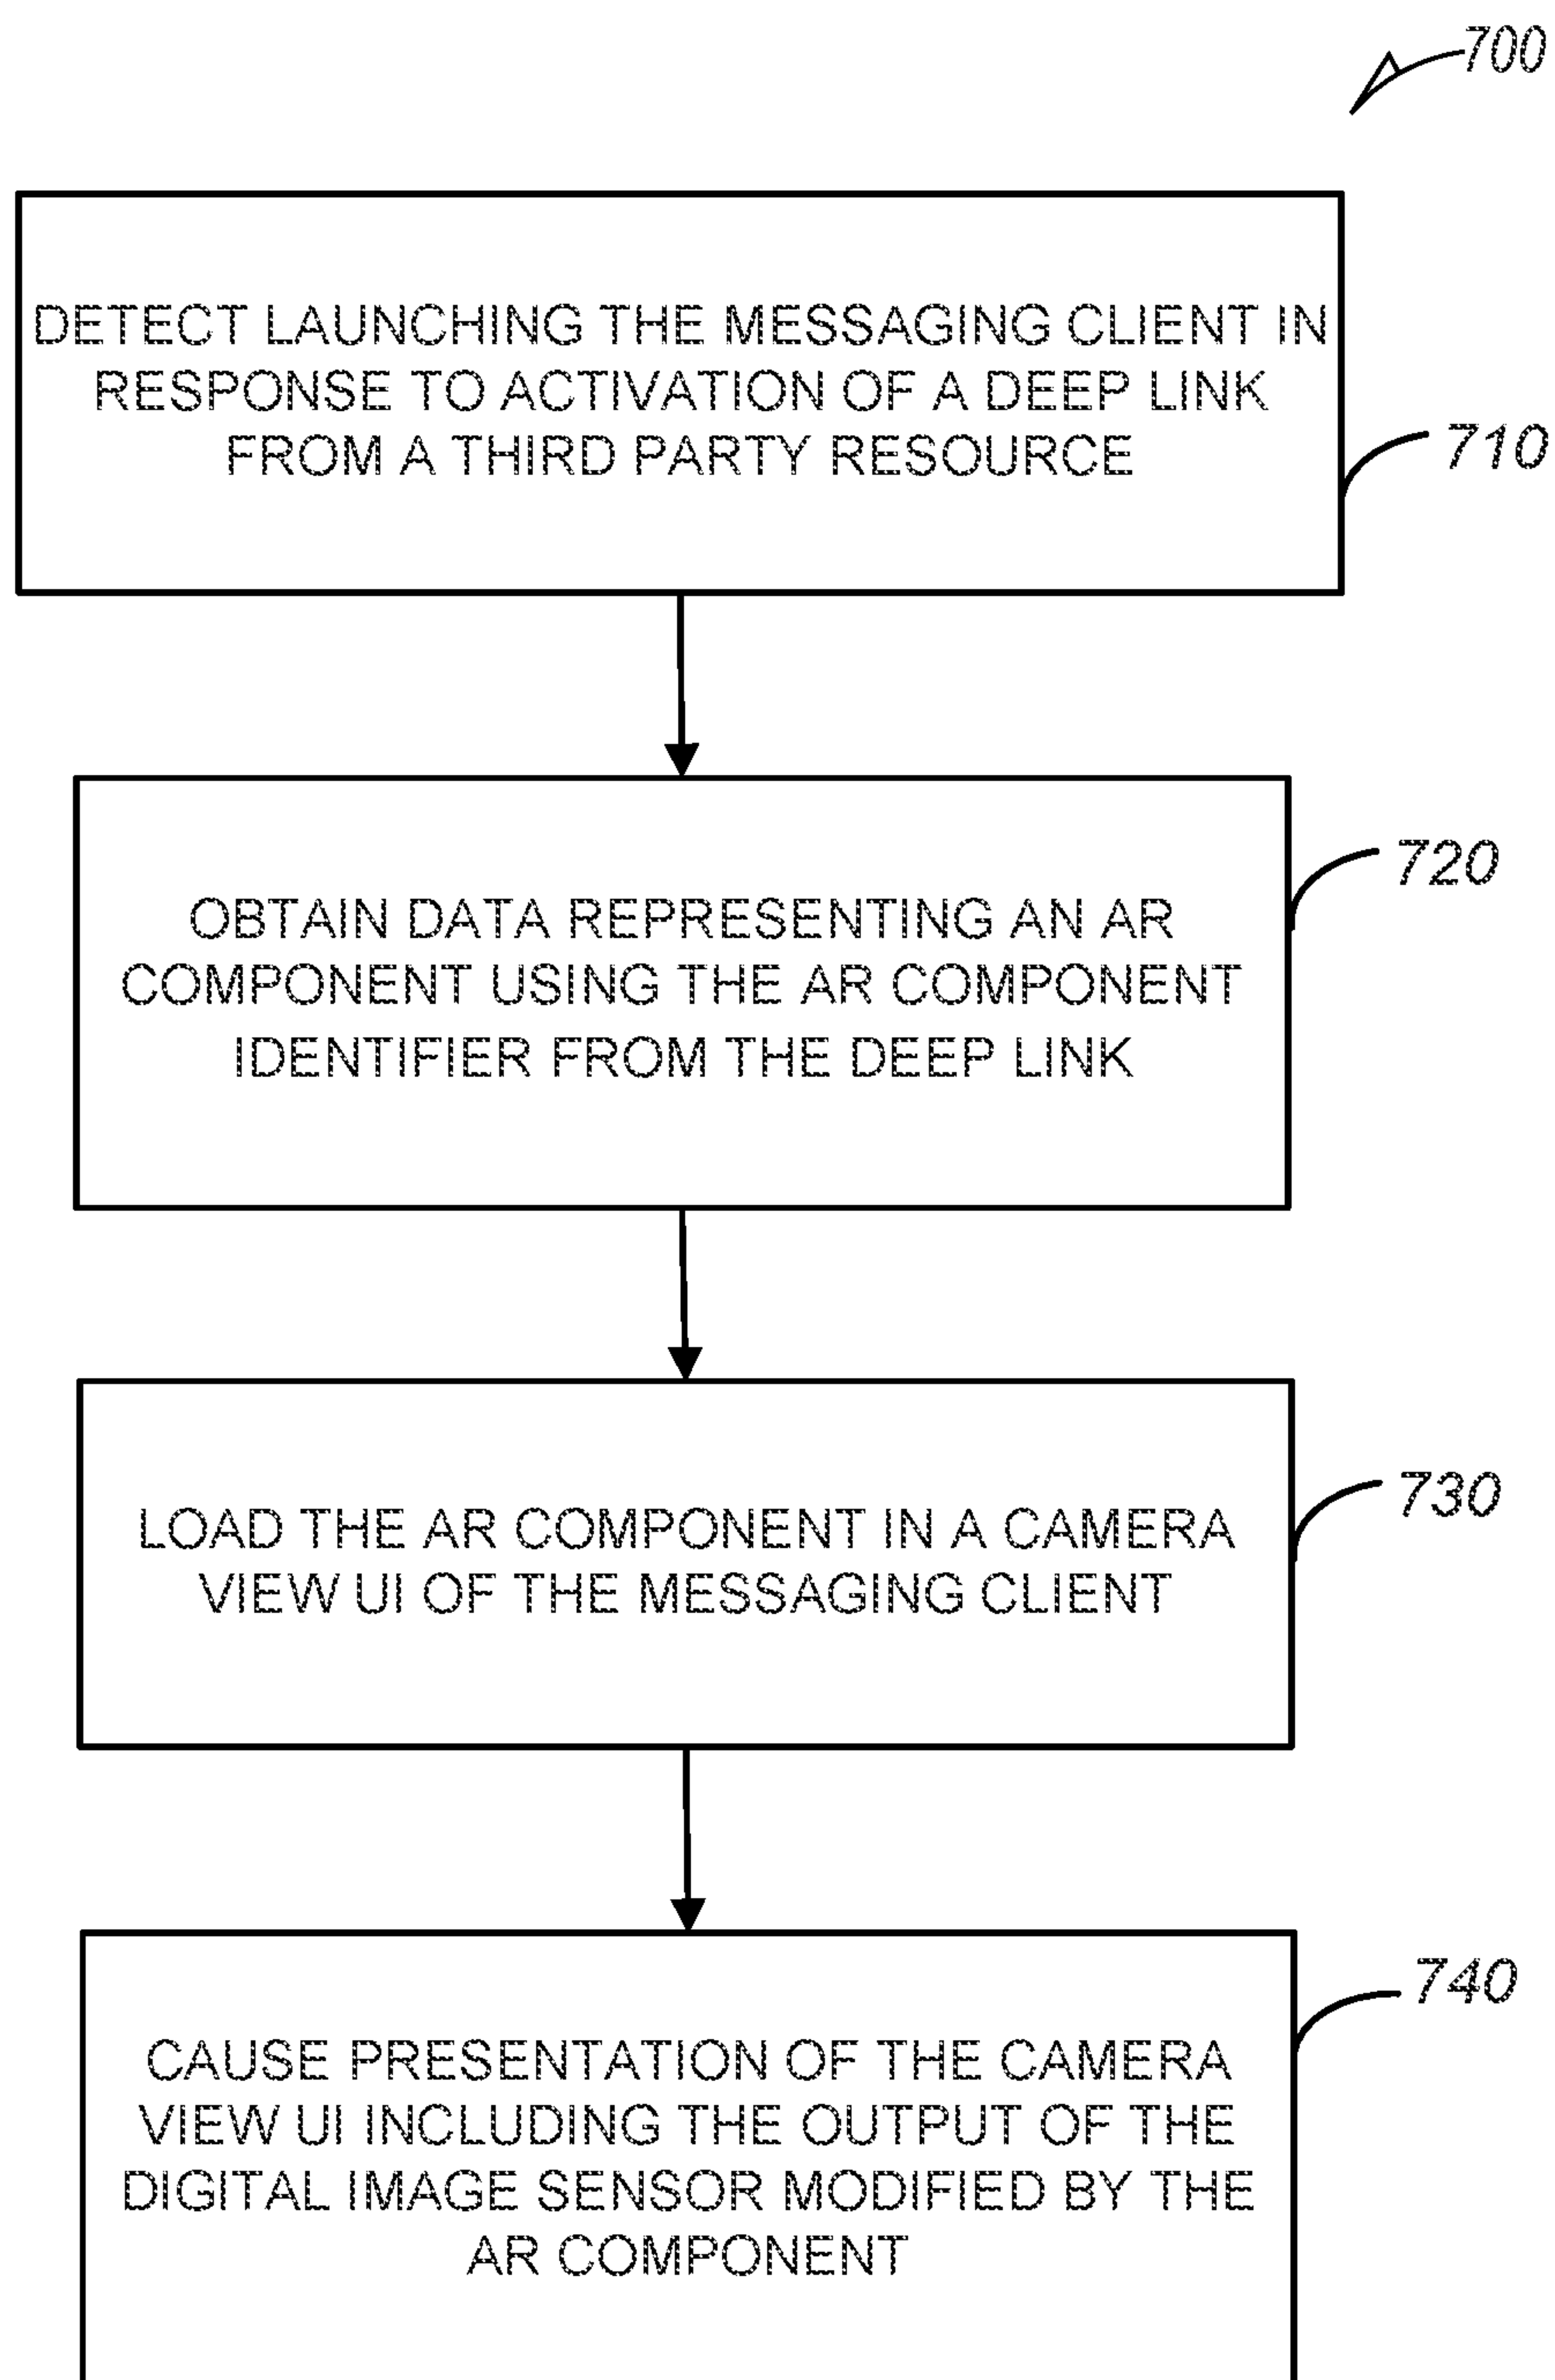 700
DETECT LAUNCHING THE MESSAGING CLIENT IN
RESPONSE TO ACTIVATION OF A DEEP LINK
FROM A THIRD PARTY RESOURCE
710
720
OBTAIN DATA REPRESENTING AN AR
COMPONENT USING THE AR COMPONENT
IDENTIFIER FROM THE DEEP LINK
730
LOAD THE AR COMPONENT IN A CAMERA
VIEW UI OF THE MESSAGING CLIENT
740
CAUSE PRESENTATION OF THE CAMERA
VIEW UI INCLUDING THE OUTPUT OF THE
DIGITAL IMAGE SENSOR MODIFIED BY THE
AR COMPONENT